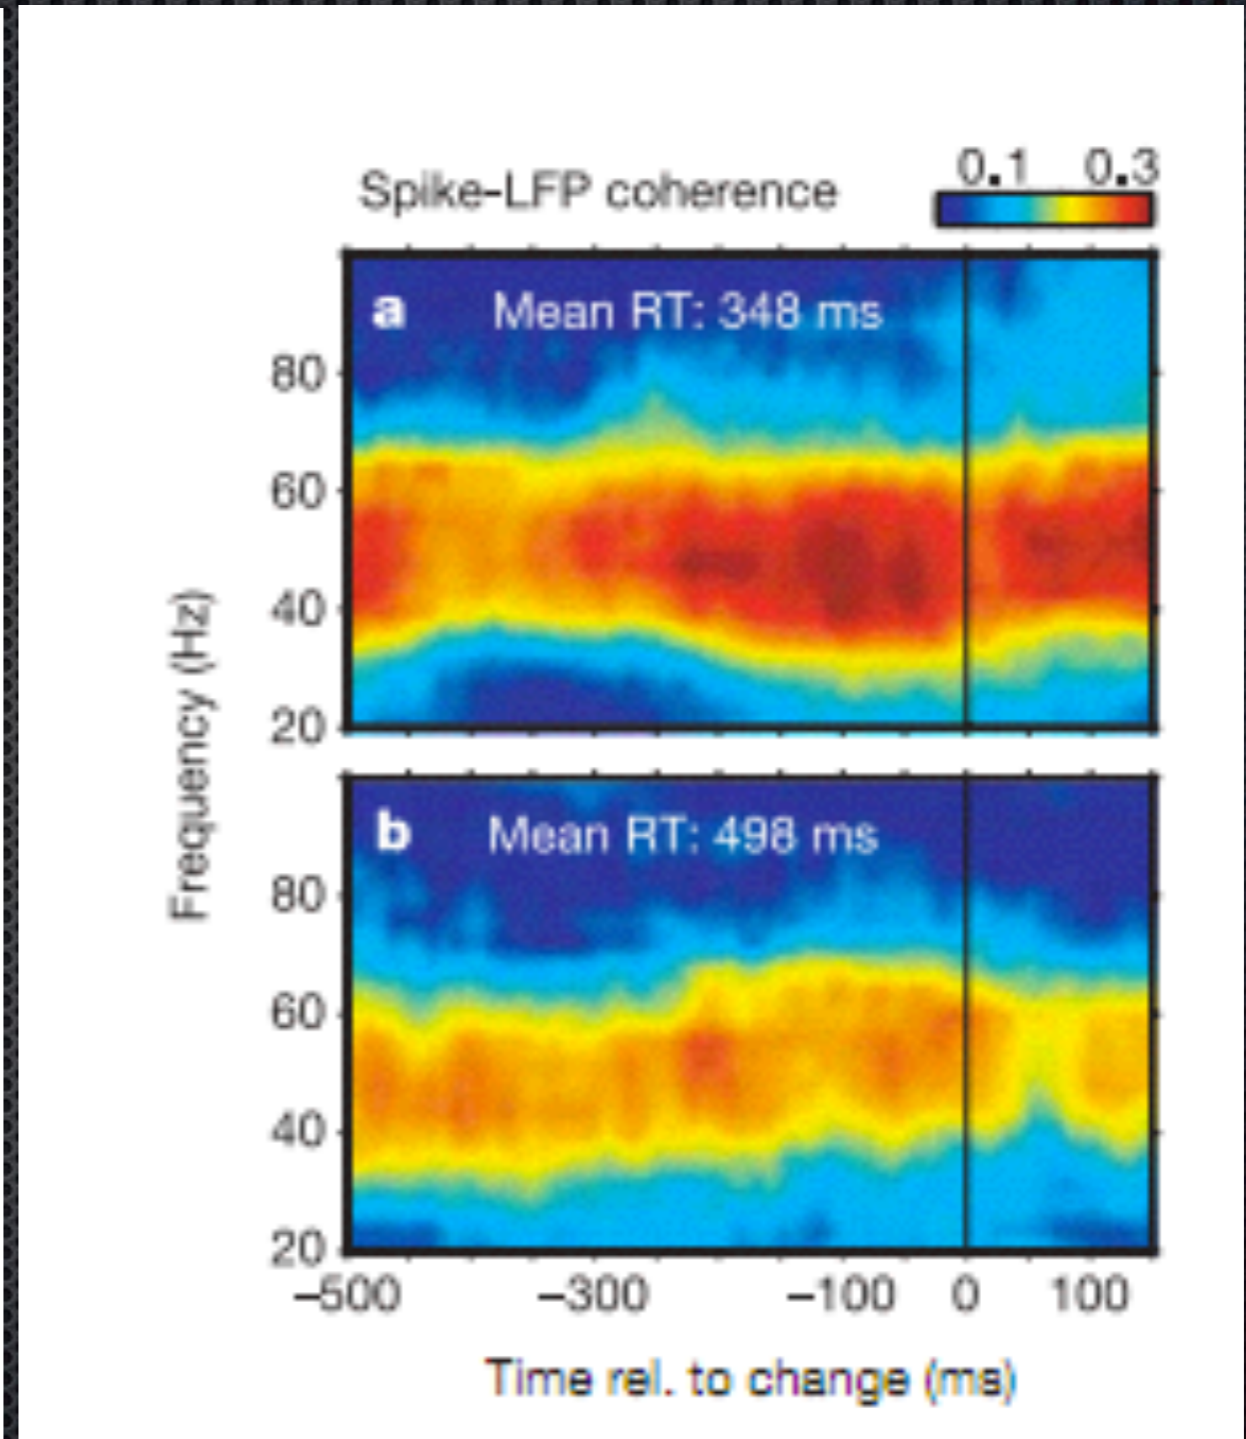 Spike-LFP coherence
0.1 0.3
a Mean RT: 348 ms
80
60
40
20
Frequency (Hz)
b Mean RT: 498 ms
80
60
40
20
–500 –300 –100 0 100
Time rel. to change (ms)